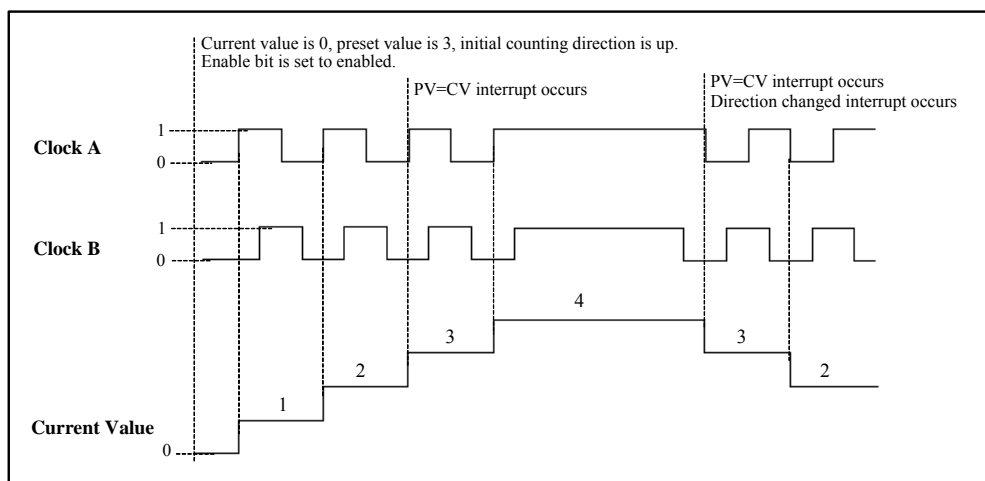 Current value is 0, preset value is 3, initial counting direction is up.
Enable bit is set to enabled.
PV=CV interrupt occurs
PV=CV interrupt occurs
Direction changed interrupt occurs
1
Clock A
0
1
Clock B
0
4
3
3
2
2
1
Current Value
0